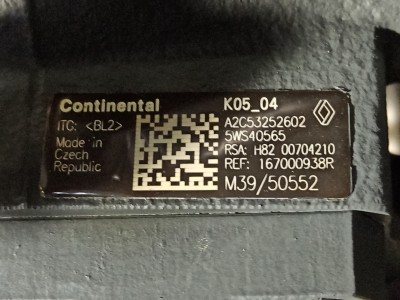 Continental
ITC: <BL2>
Made in
Czech
Republic
K05_04
A2C53252602
5WS40565
RSA: H82 00704210
REF: 167000938R
M39/50552